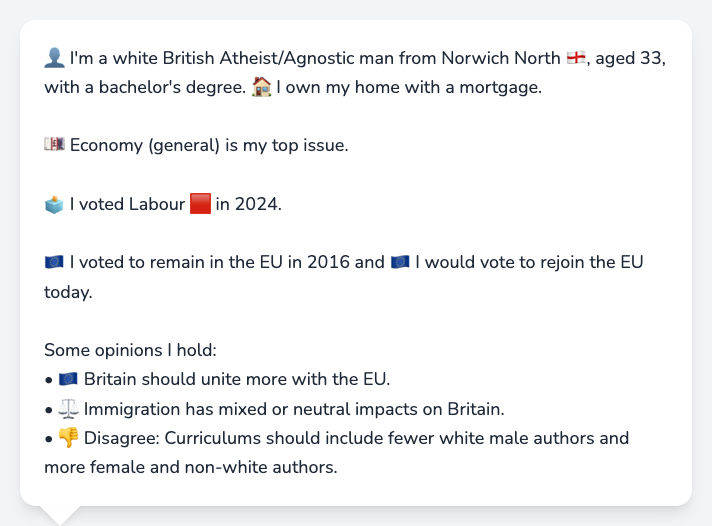 👤 I'm a white British Atheist/Agnostic man from Norwich North 🏴󠁧󠁢󠁥󠁮󠁧󠁿, aged 33,
with a bachelor's degree. 🏠 I own my home with a mortgage.
💷 Economy (general) is my top issue.
🗳️ I voted Labour 🟥 in 2024.
🇪🇺 I voted to remain in the EU in 2016 and 🇪🇺 I would vote to rejoin the EU
today.
Some opinions I hold:
• 🇪🇺 Britain should unite more with the EU.
• ⚖️ Immigration has mixed or neutral impacts on Britain.
• 👎 Disagree: Curriculums should include fewer white male authors and
more female and non-white authors.